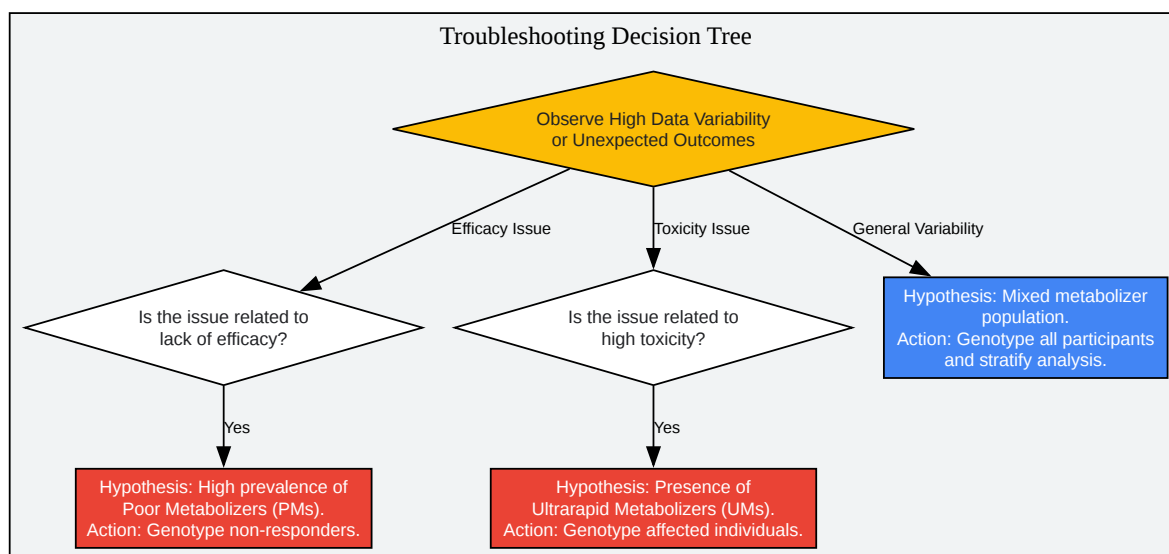 Troubleshooting Decision Tree
Observe High Data Variability
or Unexpected Outcomes
Efficacy Issue
Toxicity Issue
General Variability
Is the issue related to
lack of efficacy?
Is the issue related to
high toxicity?
Hypothesis: Mixed metabolizer
population.
Action: Genotype all participants
and stratify analysis.
Yes
Yes
Hypothesis: High prevalence of
Poor Metabolizers (PMs).
Action: Genotype non-responders.
Hypothesis: Presence of
Ultrarapid Metabolizers (UMs).
Action: Genotype affected individuals.